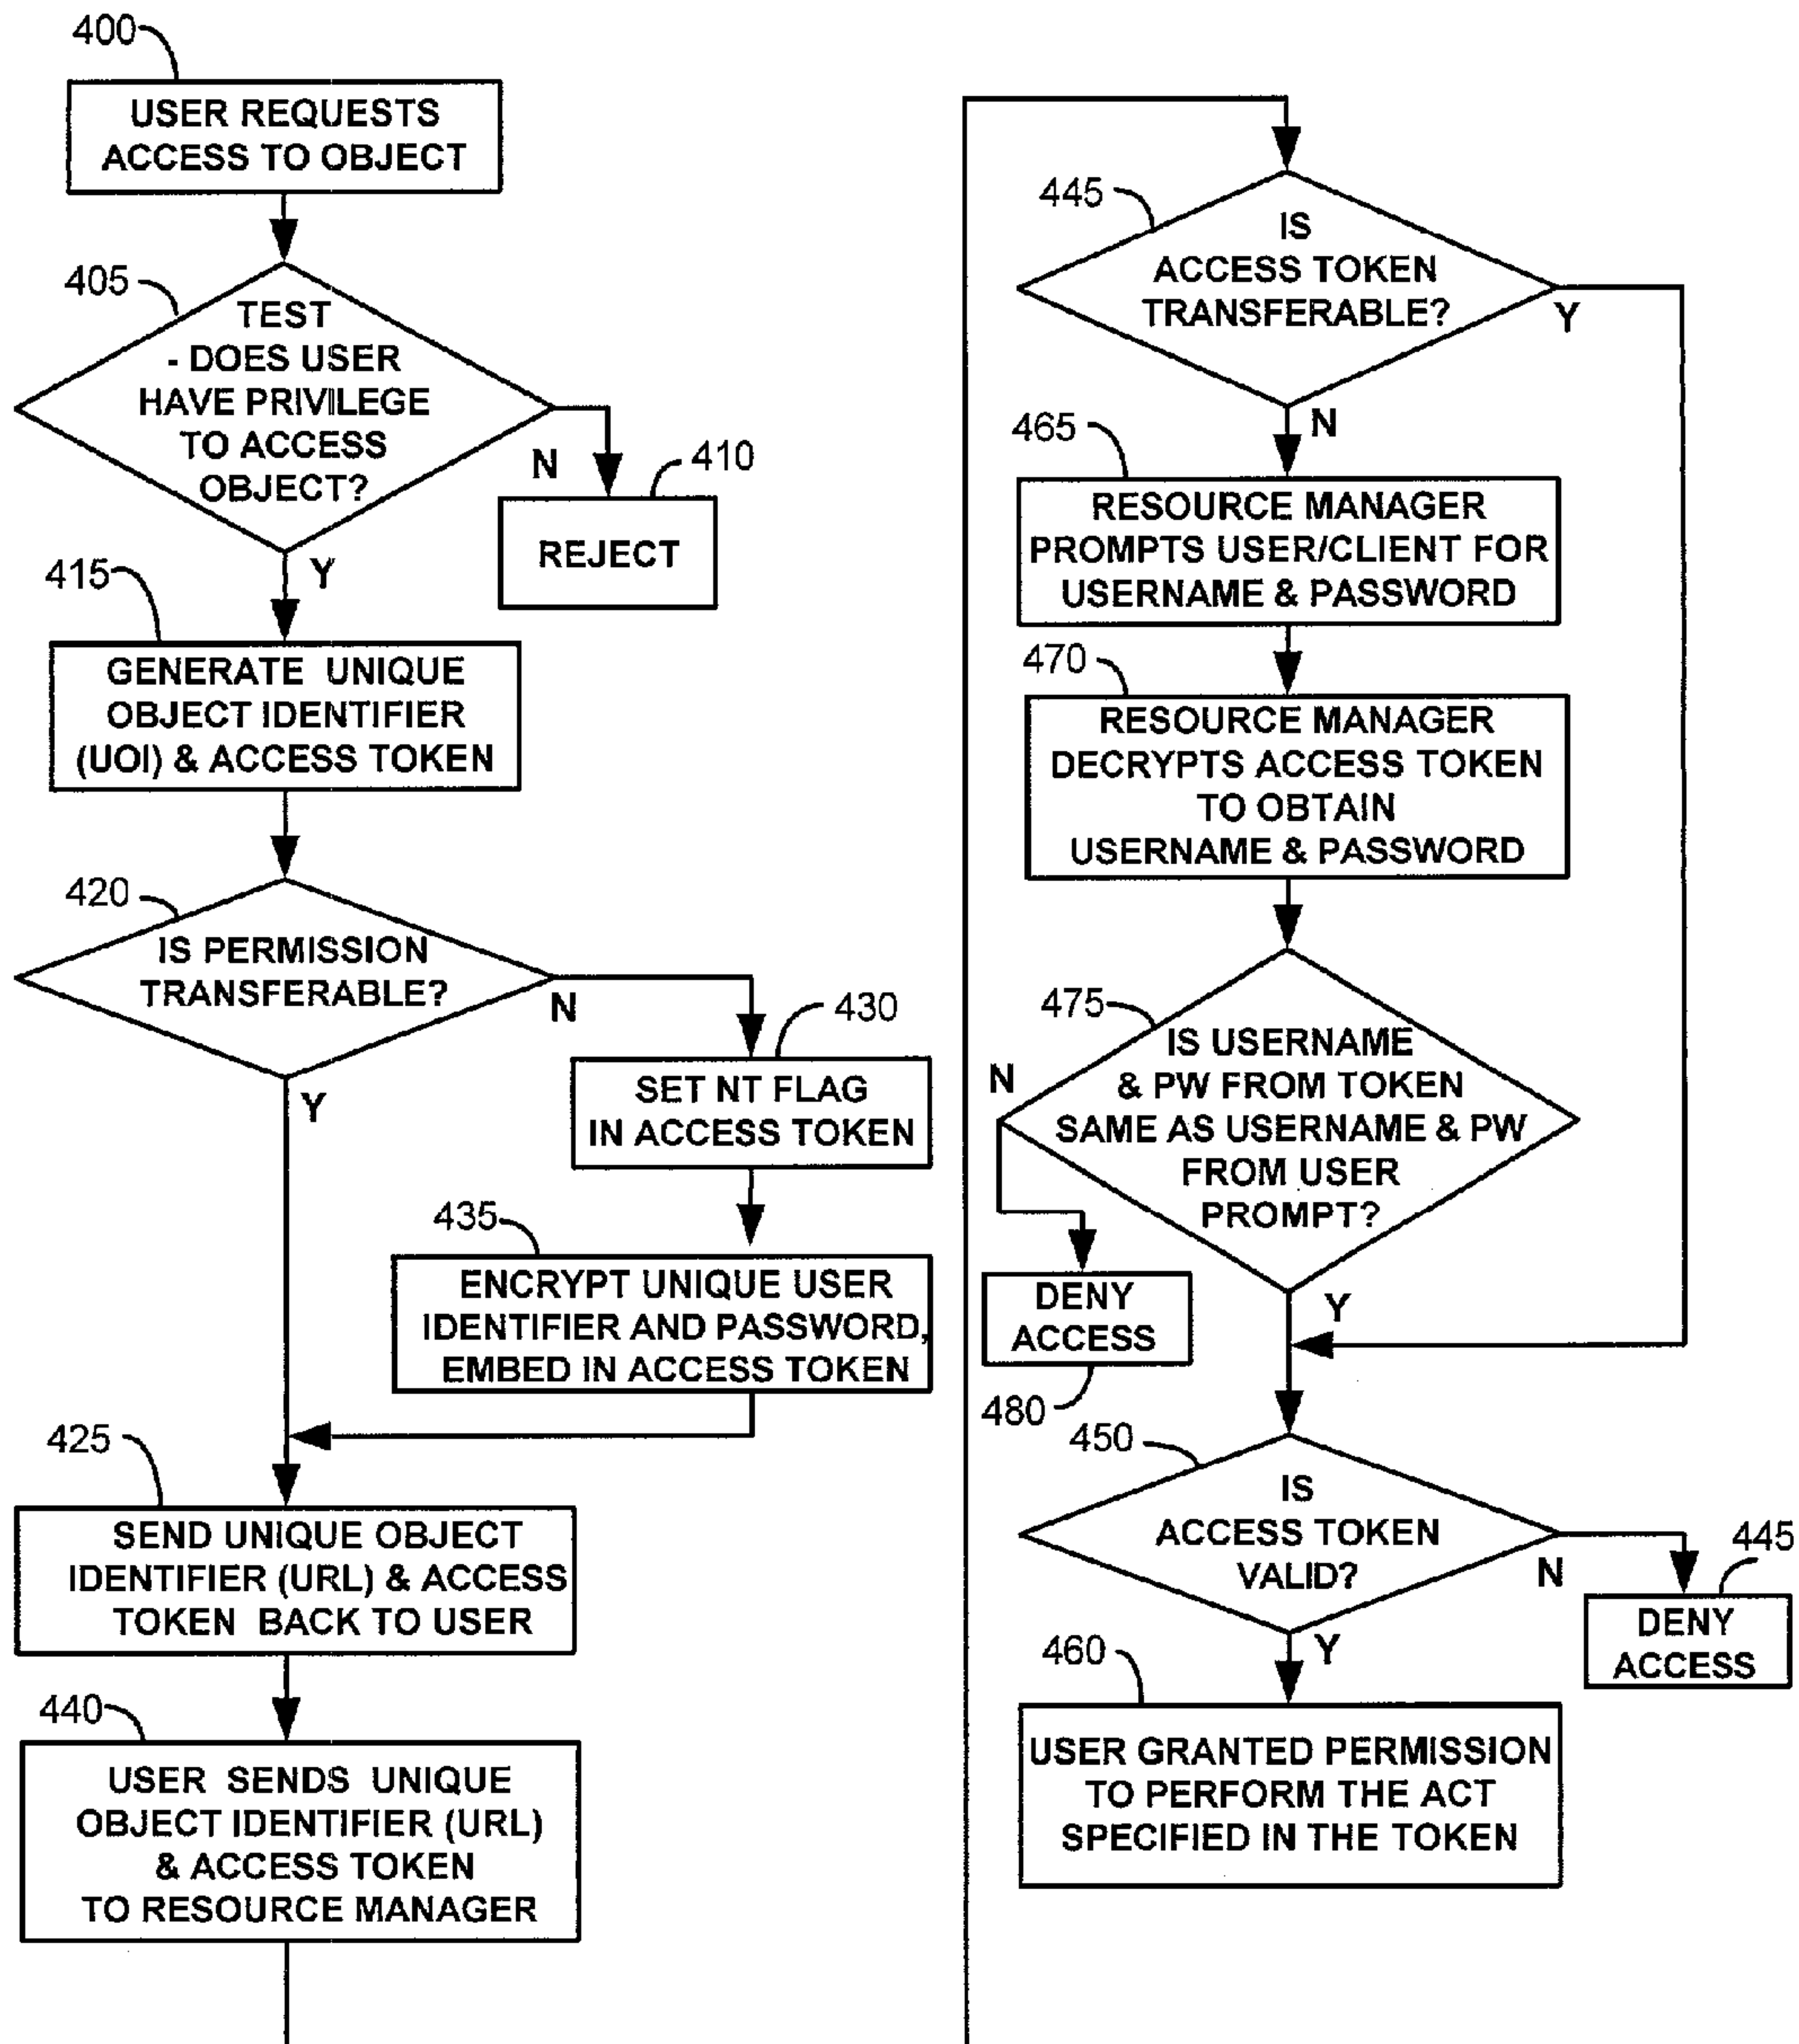 400
USER REQUESTS
ACCESS TO OBJECT
405
TEST
- DOES USER
HAVE PRIVILEGE
TO ACCESS
OBJECT?
N
410
REJECT
Y
415
GENERATE UNIQUE
OBJECT IDENTIFIER
(UOI) & ACCESS TOKEN
420
IS PERMISSION
TRANSFERABLE?
N
430
SET NT FLAG
IN ACCESS TOKEN
Y
435
ENCRYPT UNIQUE USER
IDENTIFIER AND PASSWORD,
EMBED IN ACCESS TOKEN
425
SEND UNIQUE OBJECT
IDENTIFIER (URL) & ACCESS
TOKEN BACK TO USER
440
USER SENDS UNIQUE
OBJECT IDENTIFIER (URL)
& ACCESS TOKEN
TO RESOURCE MANAGER
445
IS
ACCESS TOKEN
TRANSFERABLE?
Y
N
465
RESOURCE MANAGER
PROMPTS USER/CLIENT FOR
USERNAME & PASSWORD
470
RESOURCE MANAGER
DECRYPTS ACCESS TOKEN
TO OBTAIN
USERNAME & PASSWORD
475
IS USERNAME
& PW FROM TOKEN
SAME AS USERNAME & PW
FROM USER
PROMPT?
N
DENY
ACCESS
480
Y
450
IS
ACCESS TOKEN
VALID?
N
445
DENY
ACCESS
Y
460
USER GRANTED PERMISSION
TO PERFORM THE ACT
SPECIFIED IN THE TOKEN